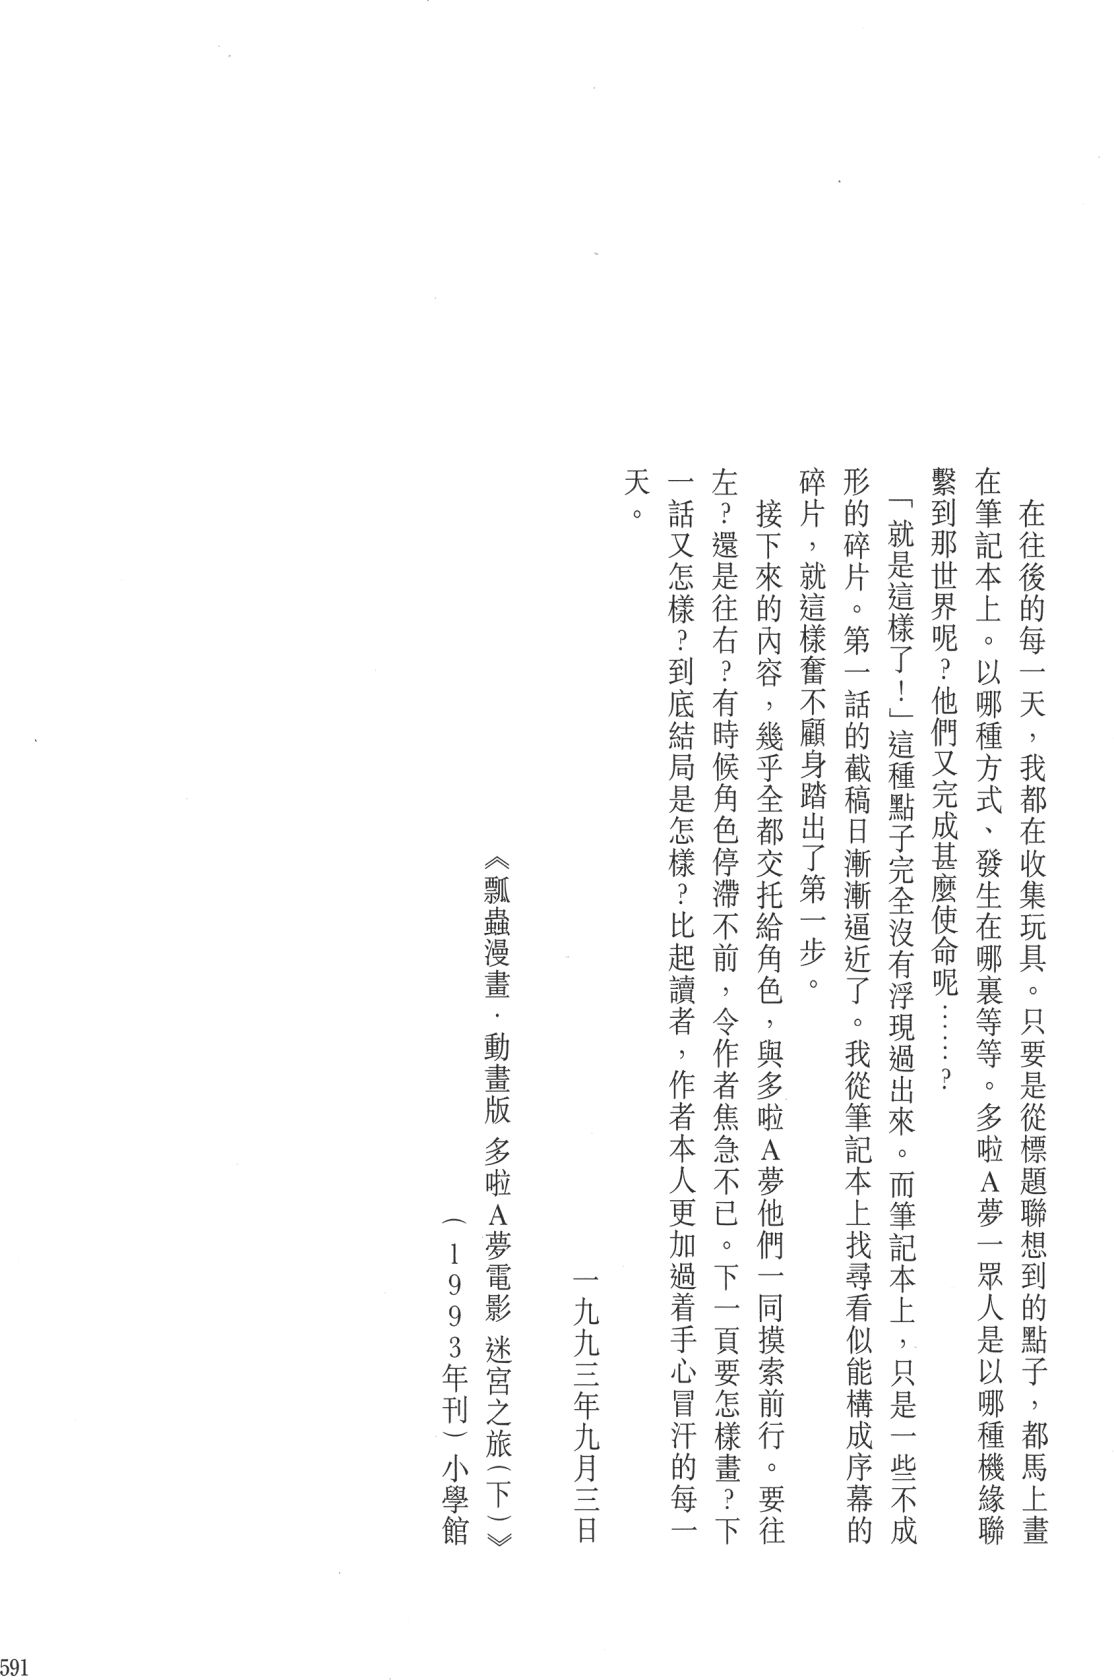 在往後的每一天，我都在收集玩具。只要是從標題聯想到的點子，都馬上畫
在筆記本上。以哪種方式、發生在哪裏等等。多啦A夢一眾人是以哪種機緣聯
繫到那世界呢?他們又完成甚麼使命呢……?
「就是這樣了!」這種點子完全沒有浮現過出來。而筆記本上，只是一些不成
形的碎片。第一話的截稿日漸漸逼近了。我從筆記本上找尋看似能構成序幕的
碎片，就這樣奮不顧身踏出了第一步。
接下來的內容，幾乎全都交托給角色，與多啦A夢他們一同摸索前行。要往
左?還是往右?有時候角色停滯不前，令作者焦急不已。下一頁要怎樣畫?下
一話又怎樣?到底結局是怎樣?比起讀者，作者本人更加過着手心冒汗的每一
天。
一九九三年九月三日
《瓢蟲漫畫·動畫版 多啦A夢電影 迷宮之旅(下)》
(1993年刊)小學館
591